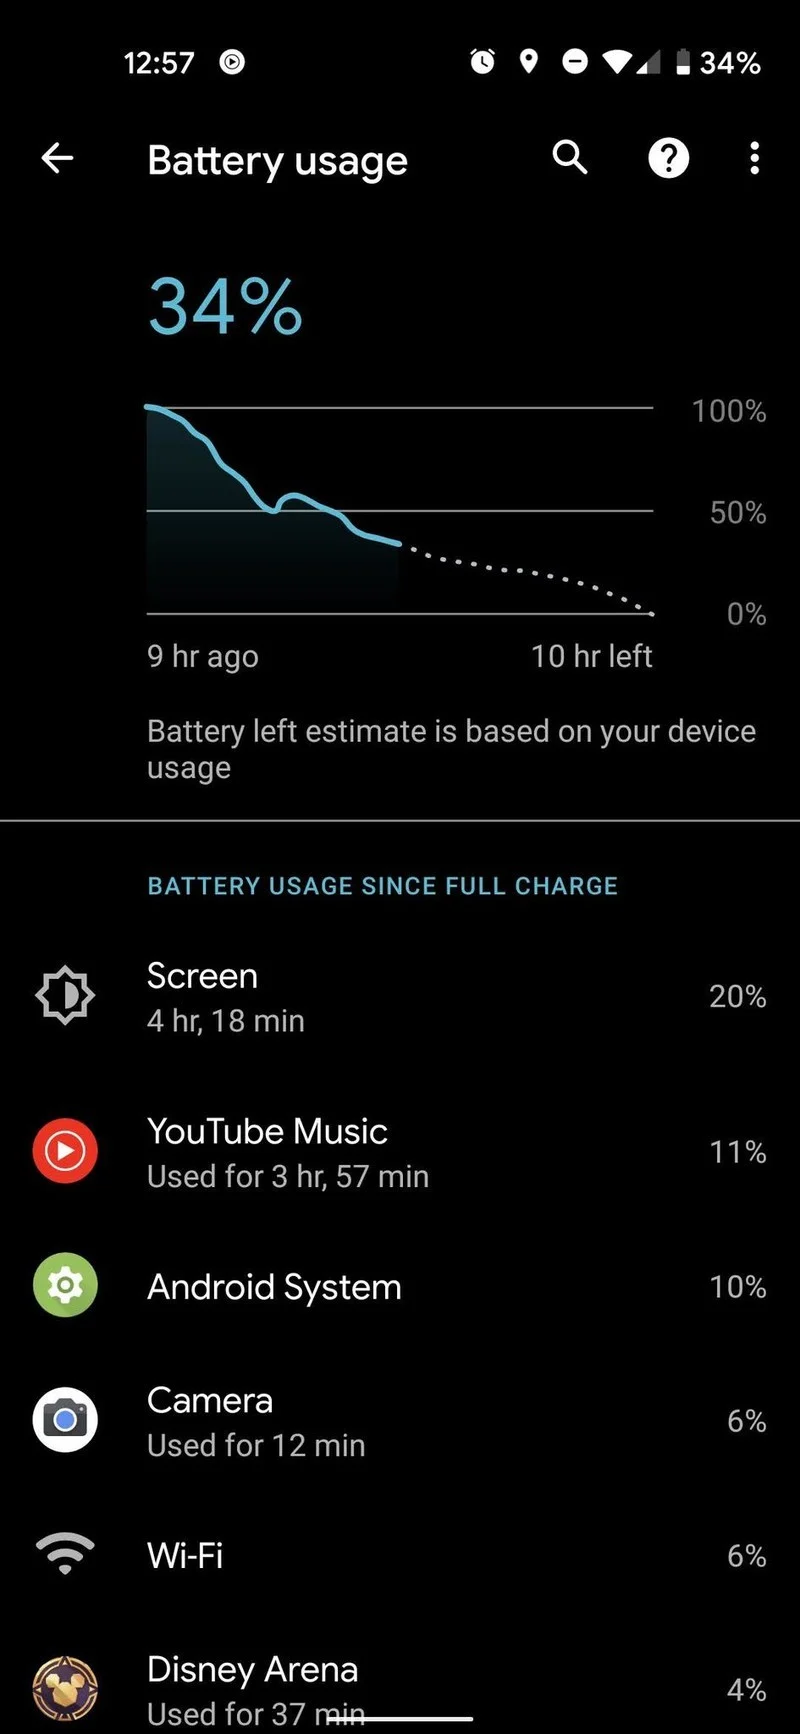 12:57 34%
Battery usage
34%
100%
50%
0%
9 hr ago 10 hr left
Battery left estimate is based on your device
usage
BATTERY USAGE SINCE FULL CHARGE
Screen
4 hr, 18 min 20%
YouTube Music
Used for 3 hr, 57 min 11%
Android System 10%
Camera
Used for 12 min 6%
Wi-Fi 6%
Disney Arena
Used for 37 min 4%